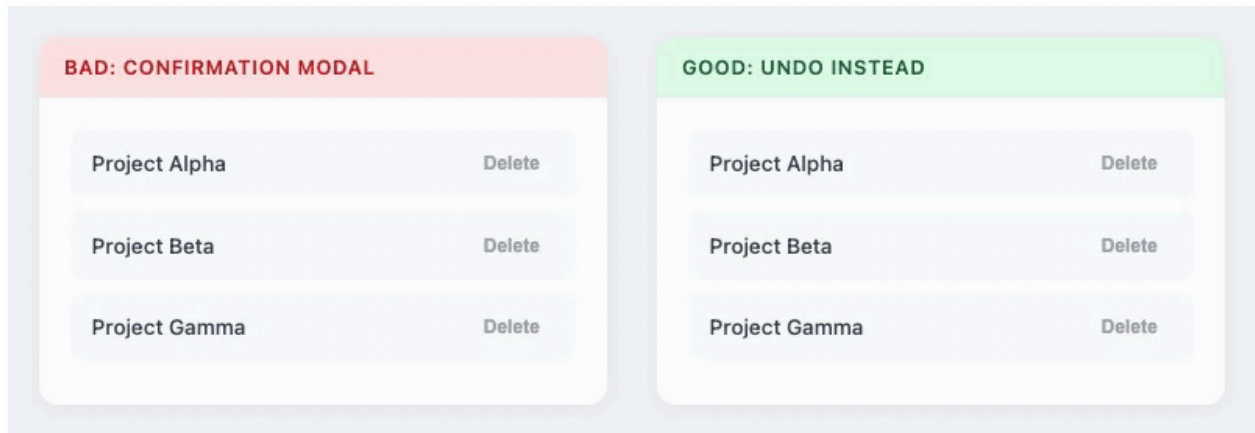 BAD: CONFIRMATION MODAL
Project Alpha Delete
Project Beta Delete
Project Gamma Delete
GOOD: UNDO INSTEAD
Project Alpha Delete
Project Beta Delete
Project Gamma Delete